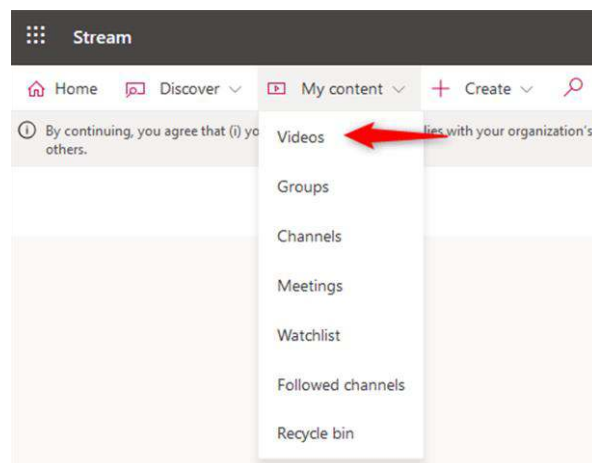 Stream
Home Discover My content Create
By continuing, you agree that (i) yo lies with your organization's
others.
Videos
Groups
Channels
Meetings
Watchlist
Followed channels
Recycle bin